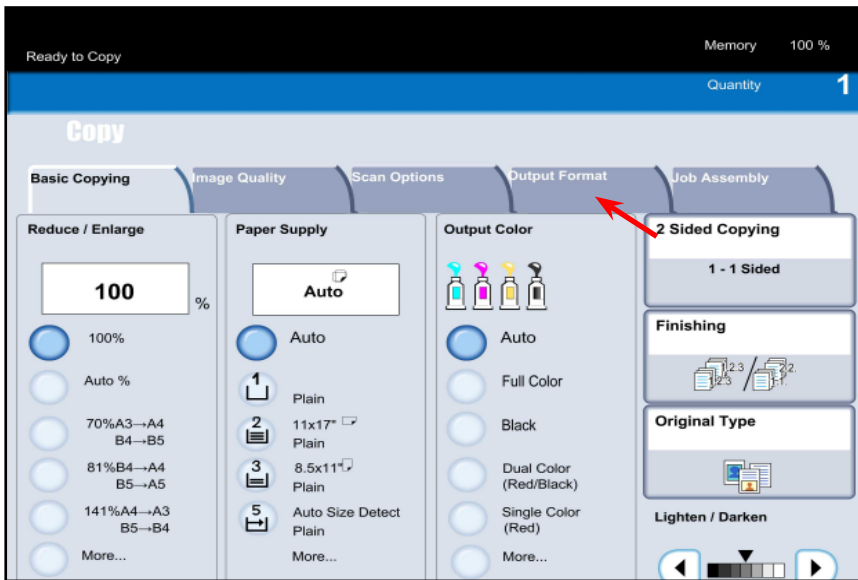 Ready to Copy
Memory 100 %
Quantity 1
Copy
Basic Copying
Image Quality
Scan Options
Output Format
Job Assembly
Reduce / Enlarge
100
%
100%
Auto %
70%A3→A4
B4→B5
81%B4→A4
B5→A5
141%A4→A3
B5→B4
More...
Paper Supply
Auto
Auto
1
Plain
2 11x17"
Plain
3 8.5x11"
Plain
5 Auto Size Detect
Plain
More...
Output Color
Auto
Full Color
Black
Dual Color
(Red/Black)
Single Color
(Red)
More...
2 Sided Copying
1 - 1 Sided
Finishing
Original Type
Lighten / Darken